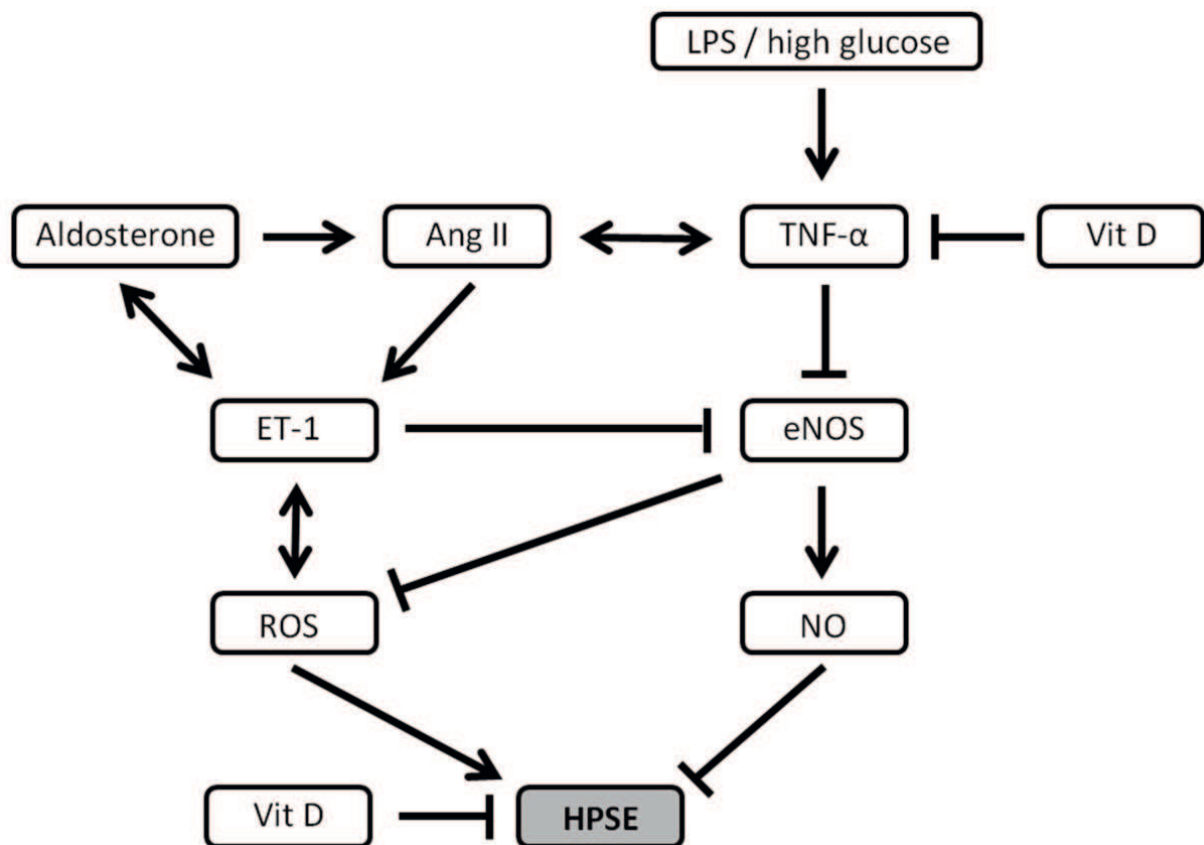 LPS / high glucose
Aldosterone
Ang II
TNF-α
Vit D
ET-1
eNOS
ROS
NO
Vit D
HPSE